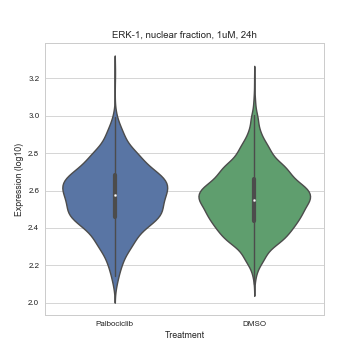 ERK-1, nuclear fraction, 1uM, 24h
3.2
3.0
2.8
2.6
2.4
2.2
2.0
Expression (log10)
Palbociclib DMSO
Treatment